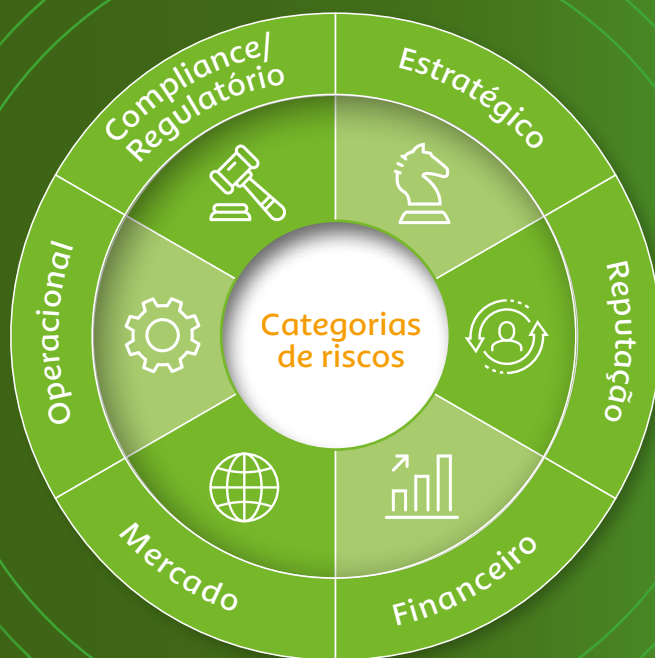 Compliance/
Regulatório
Estratégico
Reputação
Financeiro
Mercado
Operacional
Categorias
de riscos